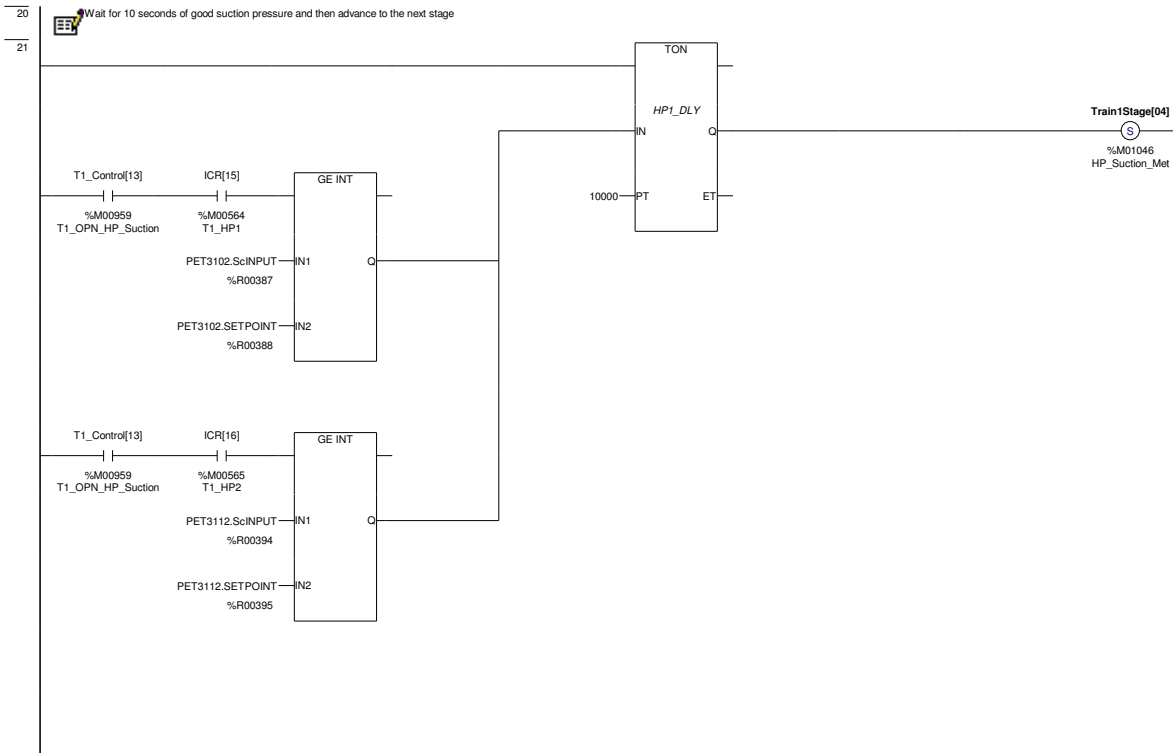 20
Wait for 10 seconds of good suction pressure and then advance to the next stage
21
TON
HP1_DLY
Train1Stage[04]
IN
Q
S
%M01046
HP_Suction_Met
T1_Control[13]
ICR[15]
GE INT
10000
PT
ET
%M00959
%M00564
T1_OPN_HP_Suction
T1_HP1
PET3102.ScINPUT
IN1
Q
%R00387
PET3102.SETPOINT
IN2
%R00388
T1_Control[13]
ICR[16]
GE INT
%M00959
%M00565
T1_OPN_HP_Suction
T1_HP2
PET3112.ScINPUT
IN1
Q
%R00394
PET3112.SETPOINT
IN2
%R00395